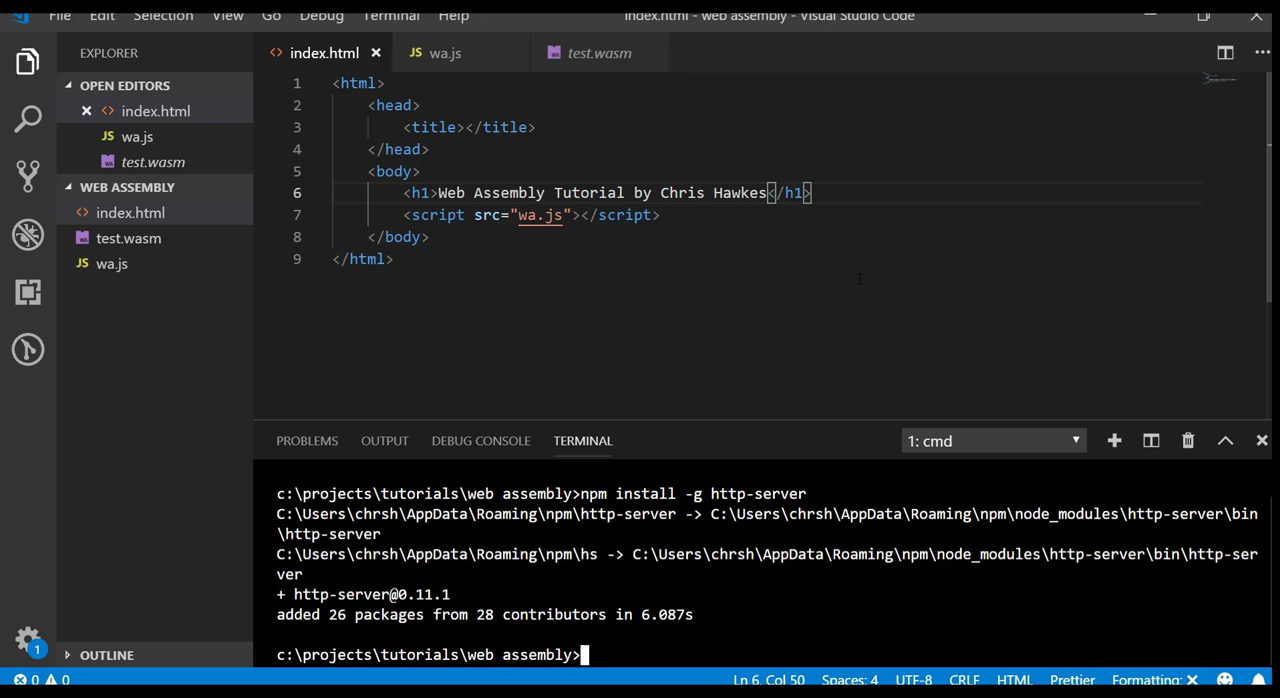 File Edit Selection View Go Debug Terminal Help
index.html - web assembly - Visual Studio Code
EXPLORER
OPEN EDITORS
index.html
JS wa.js
test.wasm
WEB ASSEMBLY
index.html
test.wasm
JS wa.js
OUTLINE
index.html
JS wa.js
test.wasm
1 <html>
2 <head>
3 <title></title>
4 </head>
5 <body>
6 <h1>Web Assembly Tutorial by Chris Hawkes</h1>
7 <script src="wa.js"></script>
8 </body>
9 </html>
PROBLEMS OUTPUT DEBUG CONSOLE TERMINAL 1: cmd
c:\projects\tutorials\web assembly>npm install -g http-server
C:\Users\chrsh\AppData\Roaming\npm\http-server -> C:\Users\chrsh\AppData\Roaming\npm\node_modules\http-server\bin
\http-server
C:\Users\chrsh\AppData\Roaming\npm\hs -> C:\Users\chrsh\AppData\Roaming\npm\node_modules\http-server\bin\http-ser
ver
+ http-server@0.11.1
added 26 packages from 28 contributors in 6.087s
c:\projects\tutorials\web assembly>
1
0 0 Ln 6, Col 50 Spaces: 4 UTF-8 CRLF HTML Prettier Formatting: ✕